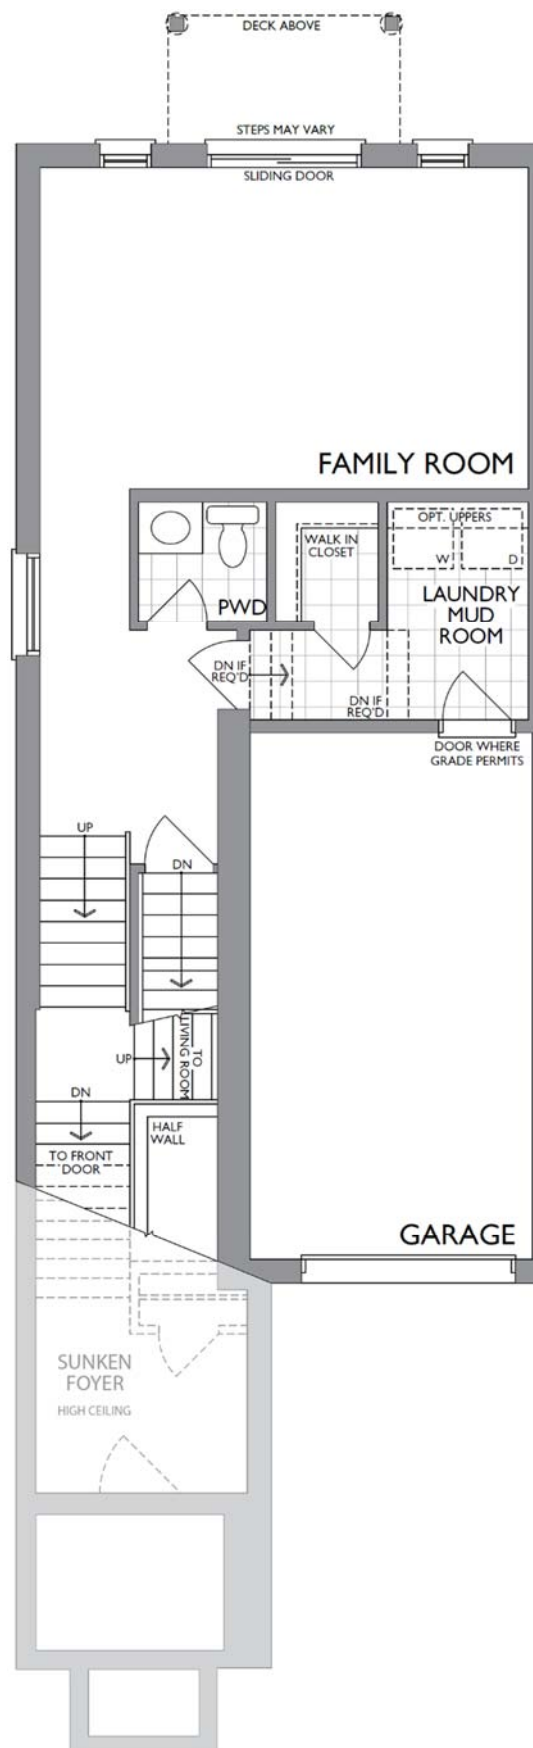 DECK ABOVE
STEPS MAY VARY
SLIDING DOOR
FAMILY ROOM
OPT. UPPERS
WALK IN
CLOSET
W
D
PWD
LAUNDRY
MUD
ROOM
DN IF
REQ'D
DN IF
REQ'D
DOOR WHERE
GRADE PERMITS
UP
DN
UP
TO
LIVING ROOM
DN
HALF
WALL
TO FRONT
DOOR
GARAGE
SUNKEN
FOYER
HIGH CEILING